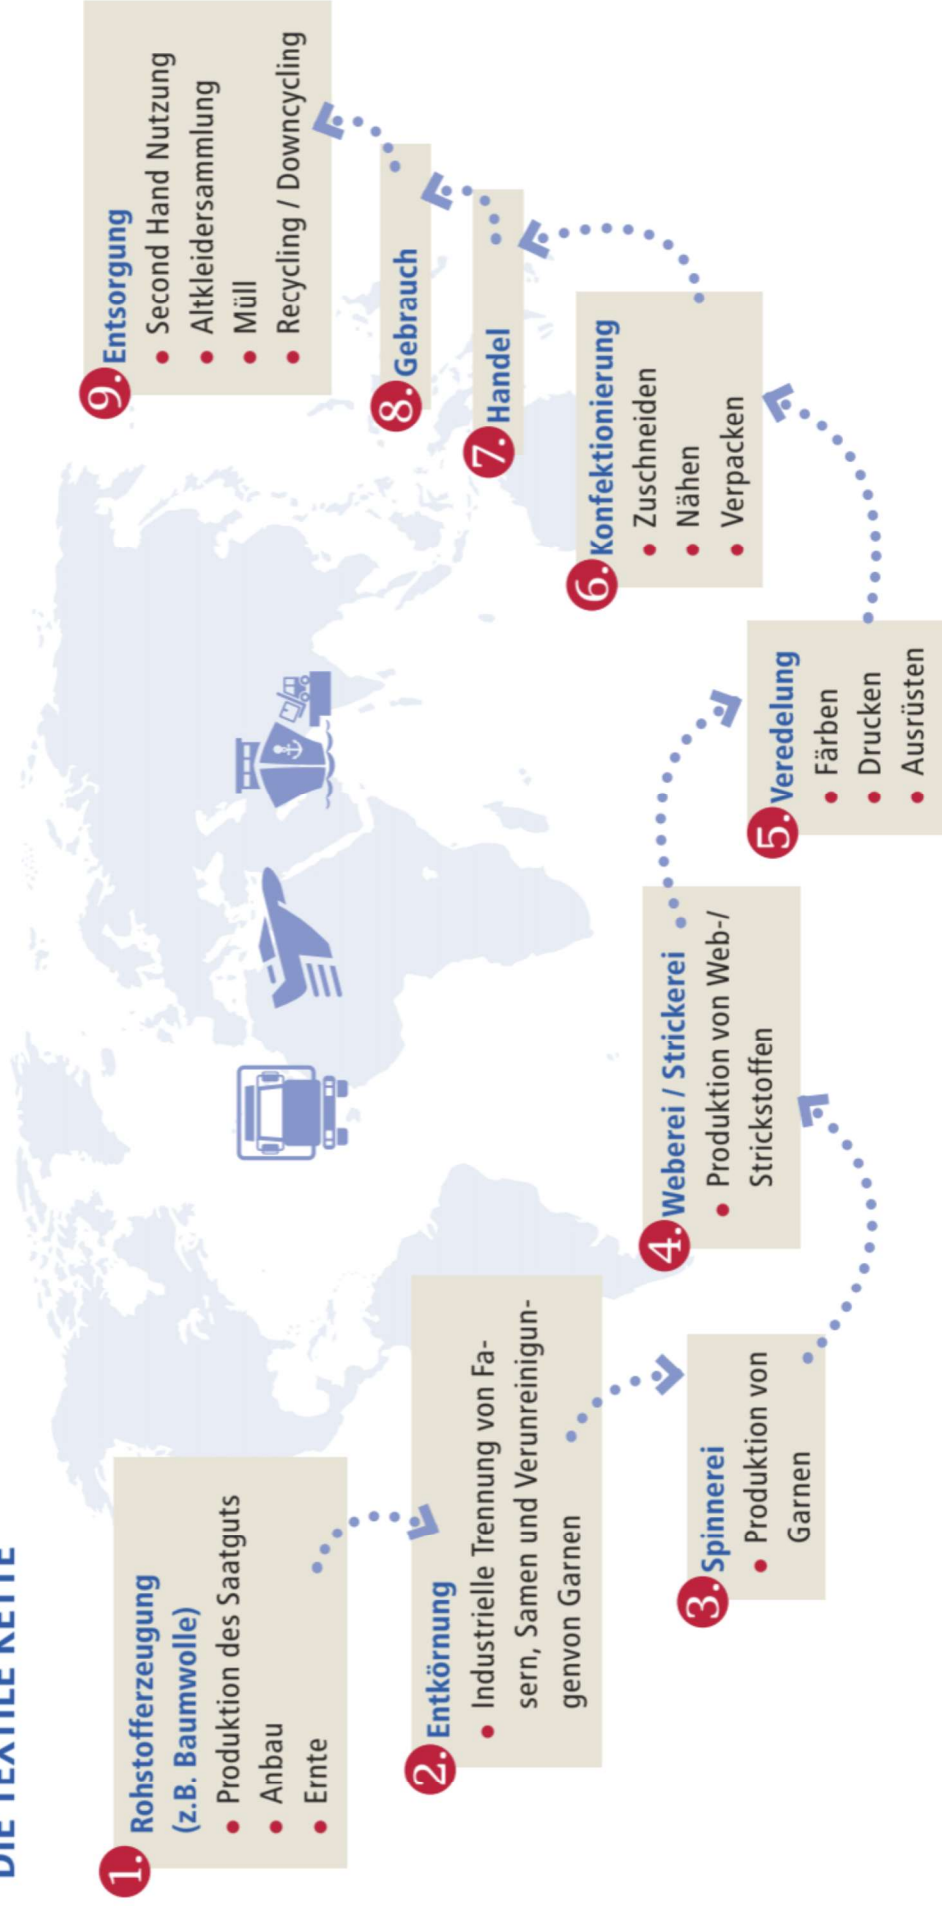 DIE TEXTILE KETTE
1. Rohstofferzeugung
(z.B. Baumwolle)
• Produktion des Saatguts
• Anbau
• Ernte
2. Entkörnung
• Industrielle Trennung von Fa-
sern, Samen und Verunreinigun-
genvon Garnen
3. Spinnerei
• Produktion von
Garnen
4. Weberei / Strickerei
• Produktion von Web-/
Strickstoffen
5. Veredelung
• Färben
• Drucken
• Ausrüsten
6. Konfektionierung
• Zuschneiden
• Nähen
• Verpacken
7. Handel
8. Gebrauch
9. Entsorgung
• Second Hand Nutzung
• Altkleidersammlung
• Müll
• Recycling / Downcycling